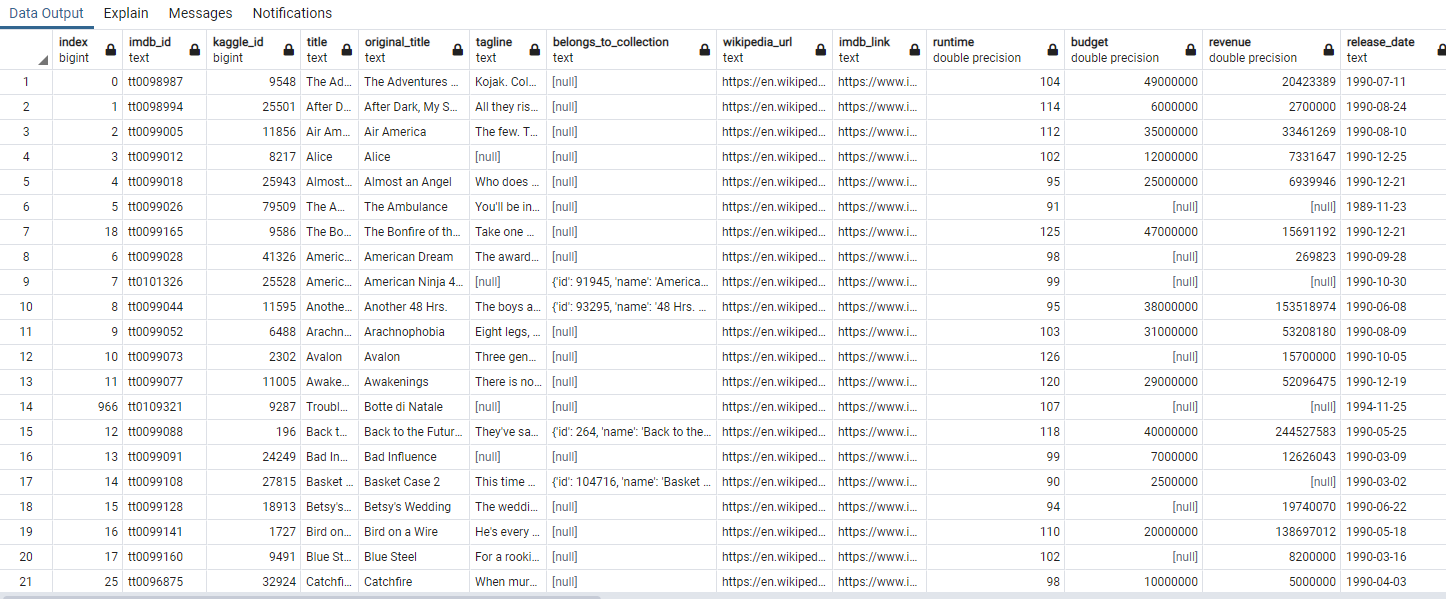 Data Output Explain Messages Notifications
index imdb_id kaggle_id title original_title tagline belongs_to_collection wikipedia_url imdb_link runtime budget revenue release_date
bigint text bigint text text text text text text double precision double precision double precision text
1 0 tt0098987 9548 The Ad... The Adventures ... Kojak. Col... [null] https://en.wikiped... https://www.i... 104 49000000 20423389 1990-07-11
2 1 tt0098994 25501 After D... After Dark, My S... All they ris... [null] https://en.wikiped... https://www.i... 114 6000000 2700000 1990-08-24
3 2 tt0099005 11856 Air Am... Air America The few. T... [null] https://en.wikiped... https://www.i... 112 35000000 33461269 1990-08-10
4 3 tt0099012 8217 Alice Alice [null] [null] https://en.wikiped... https://www.i... 102 12000000 7331647 1990-12-25
5 4 tt0099018 25943 Almost... Almost an Angel Who does ... [null] https://en.wikiped... https://www.i... 95 25000000 6939946 1990-12-21
6 5 tt0099026 79509 The A... The Ambulance You'll be in... [null] https://en.wikiped... https://www.i... 91 [null] [null] 1989-11-23
7 18 tt0099165 9586 The Bo... The Bonfire of th... Take one ... [null] https://en.wikiped... https://www.i... 125 47000000 15691192 1990-12-21
8 6 tt0099028 41326 Americ... American Dream The award... [null] https://en.wikiped... https://www.i... 98 [null] 269823 1990-09-28
9 7 tt0101326 25528 Americ... American Ninja 4... [null] {'id': 91945, 'name': 'America... https://en.wikiped... https://www.i... 99 [null] [null] 1990-10-30
10 8 tt0099044 11595 Anothe... Another 48 Hrs. The boys a... {'id': 93295, 'name': '48 Hrs. ... https://en.wikiped... https://www.i... 95 38000000 153518974 1990-06-08
11 9 tt0099052 6488 Arachn... Arachnophobia Eight legs, ... [null] https://en.wikiped... https://www.i... 103 31000000 53208180 1990-08-09
12 10 tt0099073 2302 Avalon Avalon Three gen... [null] https://en.wikiped... https://www.i... 126 [null] 15700000 1990-10-05
13 11 tt0099077 11005 Awake... Awakenings There is no... [null] https://en.wikiped... https://www.i... 120 29000000 52096475 1990-12-19
14 966 tt0109321 9287 Troubl... Botte di Natale [null] [null] https://en.wikiped... https://www.i... 107 [null] [null] 1994-11-25
15 12 tt0099088 196 Back t... Back to the Futur... They've sa... {'id': 264, 'name': 'Back to the... https://en.wikiped... https://www.i... 118 40000000 244527583 1990-05-25
16 13 tt0099091 24249 Bad In... Bad Influence [null] [null] https://en.wikiped... https://www.i... 99 7000000 12626043 1990-03-09
17 14 tt0099108 27815 Basket ... Basket Case 2 This time ... {'id': 104716, 'name': 'Basket ... https://en.wikiped... https://www.i... 90 2500000 [null] 1990-03-02
18 15 tt0099128 18913 Betsy's... Betsy's Wedding The weddi... [null] https://en.wikiped... https://www.i... 94 [null] 19740070 1990-06-22
19 16 tt0099141 1727 Bird on... Bird on a Wire He's every ... [null] https://en.wikiped... https://www.i... 110 20000000 138697012 1990-05-18
20 17 tt0099160 9491 Blue St... Blue Steel For a rooki... [null] https://en.wikiped... https://www.i... 102 [null] 8200000 1990-03-16
21 25 tt0096875 32924 Catchfi... Catchfire When mur... [null] https://en.wikiped... https://www.i... 98 10000000 5000000 1990-04-03